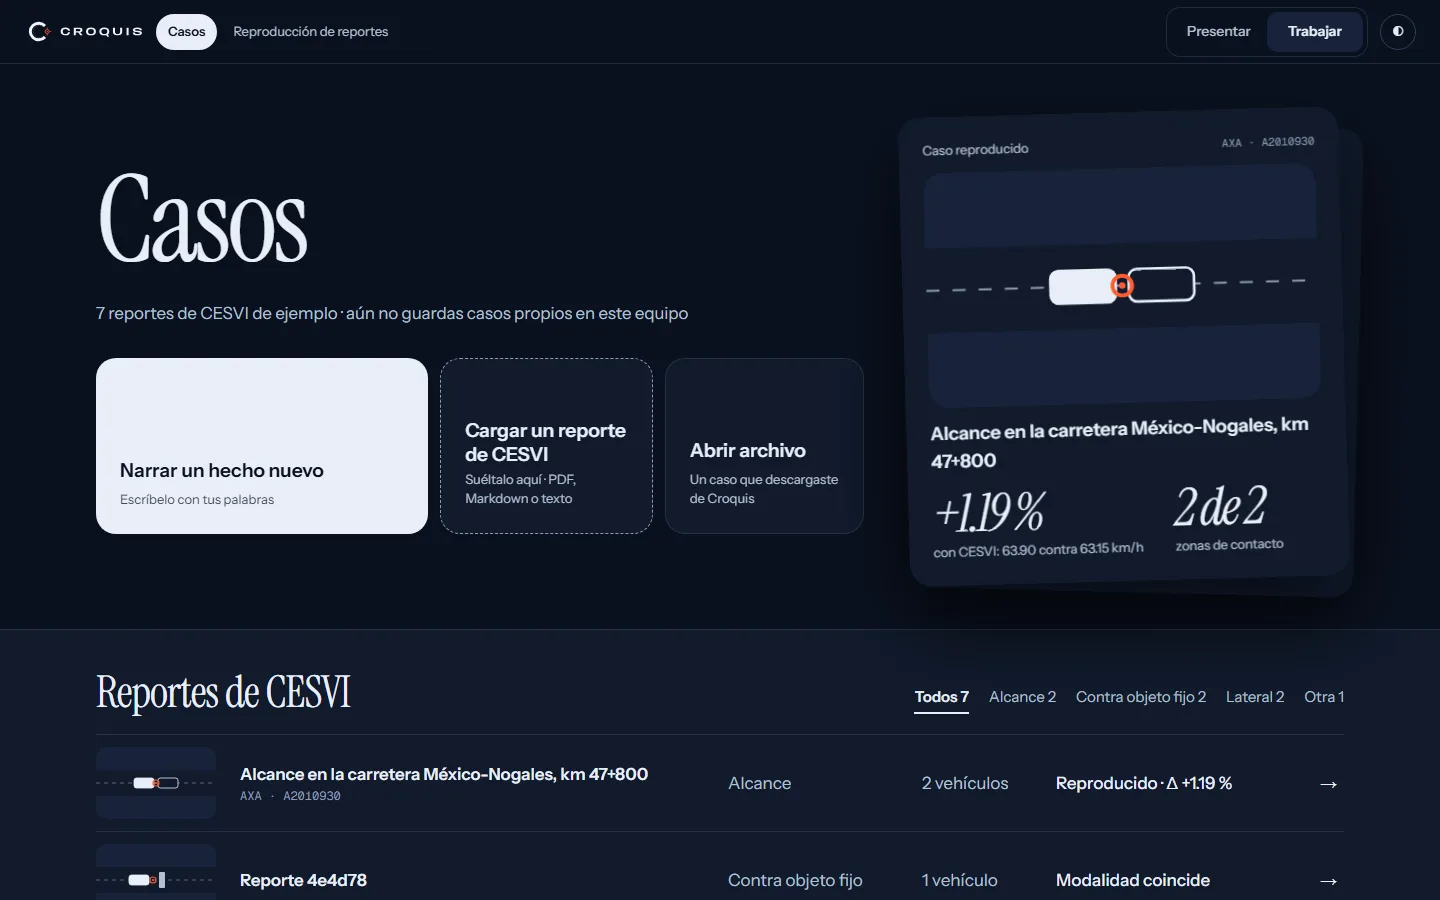 CROQUIS
Casos
Reproducción de reportes
Presentar
Trabajar
Casos
7 reportes de CESVI de ejemplo · aún no guardas casos propios en este equipo
Narrar un hecho nuevo
Escríbelo con tus palabras
Cargar un reporte
de CESVI
Suéltalo aquí · PDF,
Markdown o texto
Abrir archivo
Un caso que descargaste
de Croquis
Caso reproducido
AXA · A2010930
Alcance en la carretera México-Nogales, km
47+800
+1.19 %
con CESVI: 63.90 contra 63.15 km/h
2 de 2
zonas de contacto
Reportes de CESVI
Todos 7
Alcance 2
Contra objeto fijo 2
Lateral 2
Otra 1
Alcance en la carretera México-Nogales, km 47+800
AXA · A2010930
Alcance
2 vehículos
Reproducido · Δ +1.19 %
→
Reporte 4e4d78
Contra objeto fijo
1 vehículo
Modalidad coincide
→